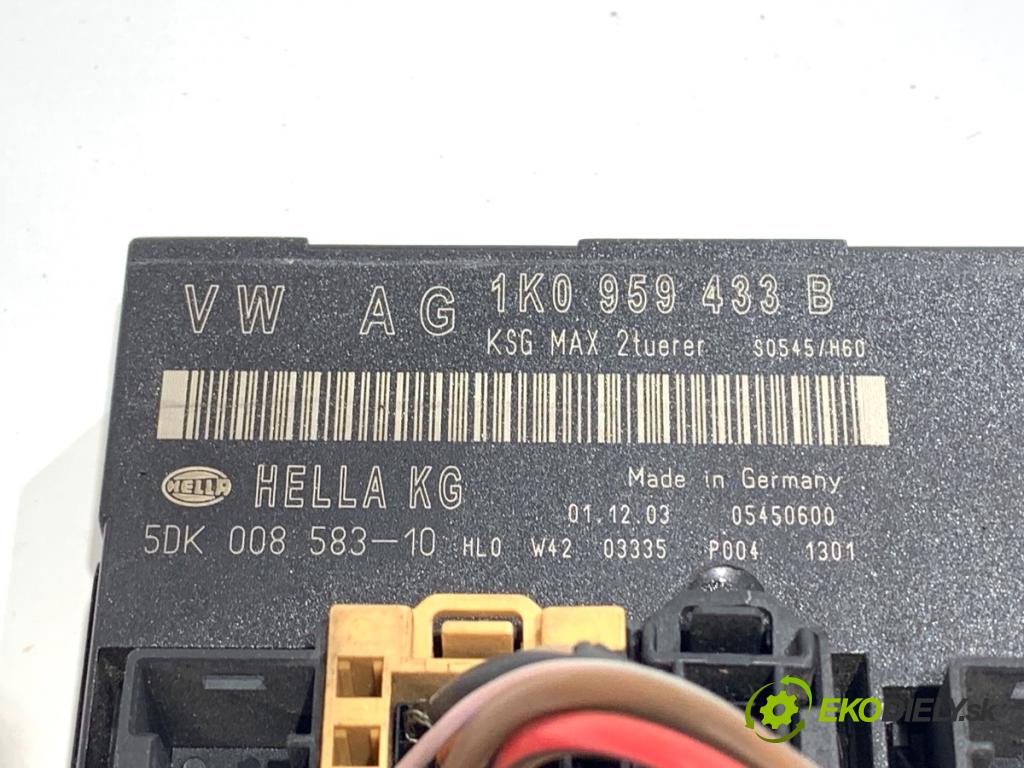 VW AG 1K0 959 433 B
KSG MAX 2tuerer S0545/H60
HELLA HELLA KG Made in Germany
01.12.03 05450600
5DK 008 583-10 HLO W42 03335 P004 1301
EKODIELY.sk